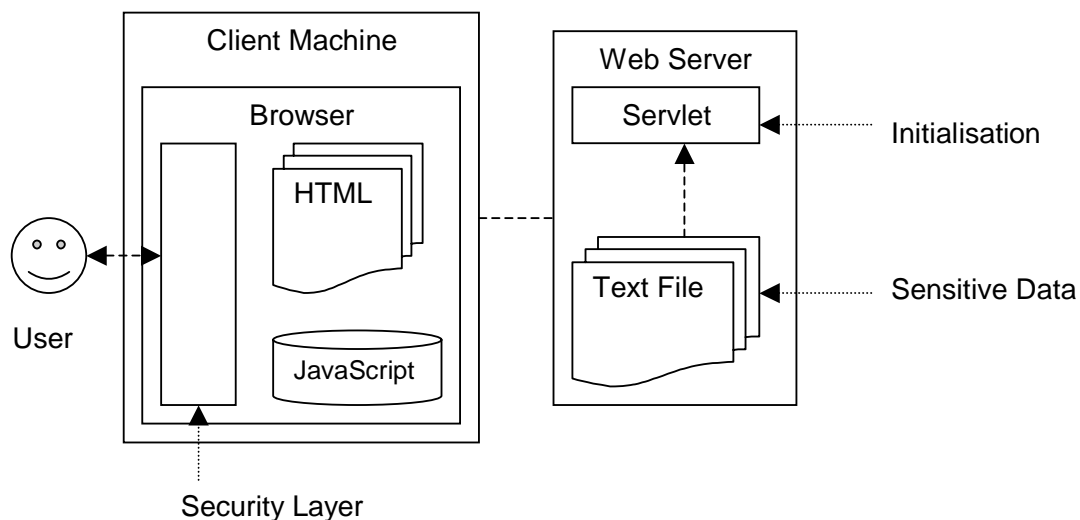 Client Machine
Browser
HTML
JavaScript
User
Security Layer
Web Server
Servlet
Text File
Initialisation
Sensitive Data